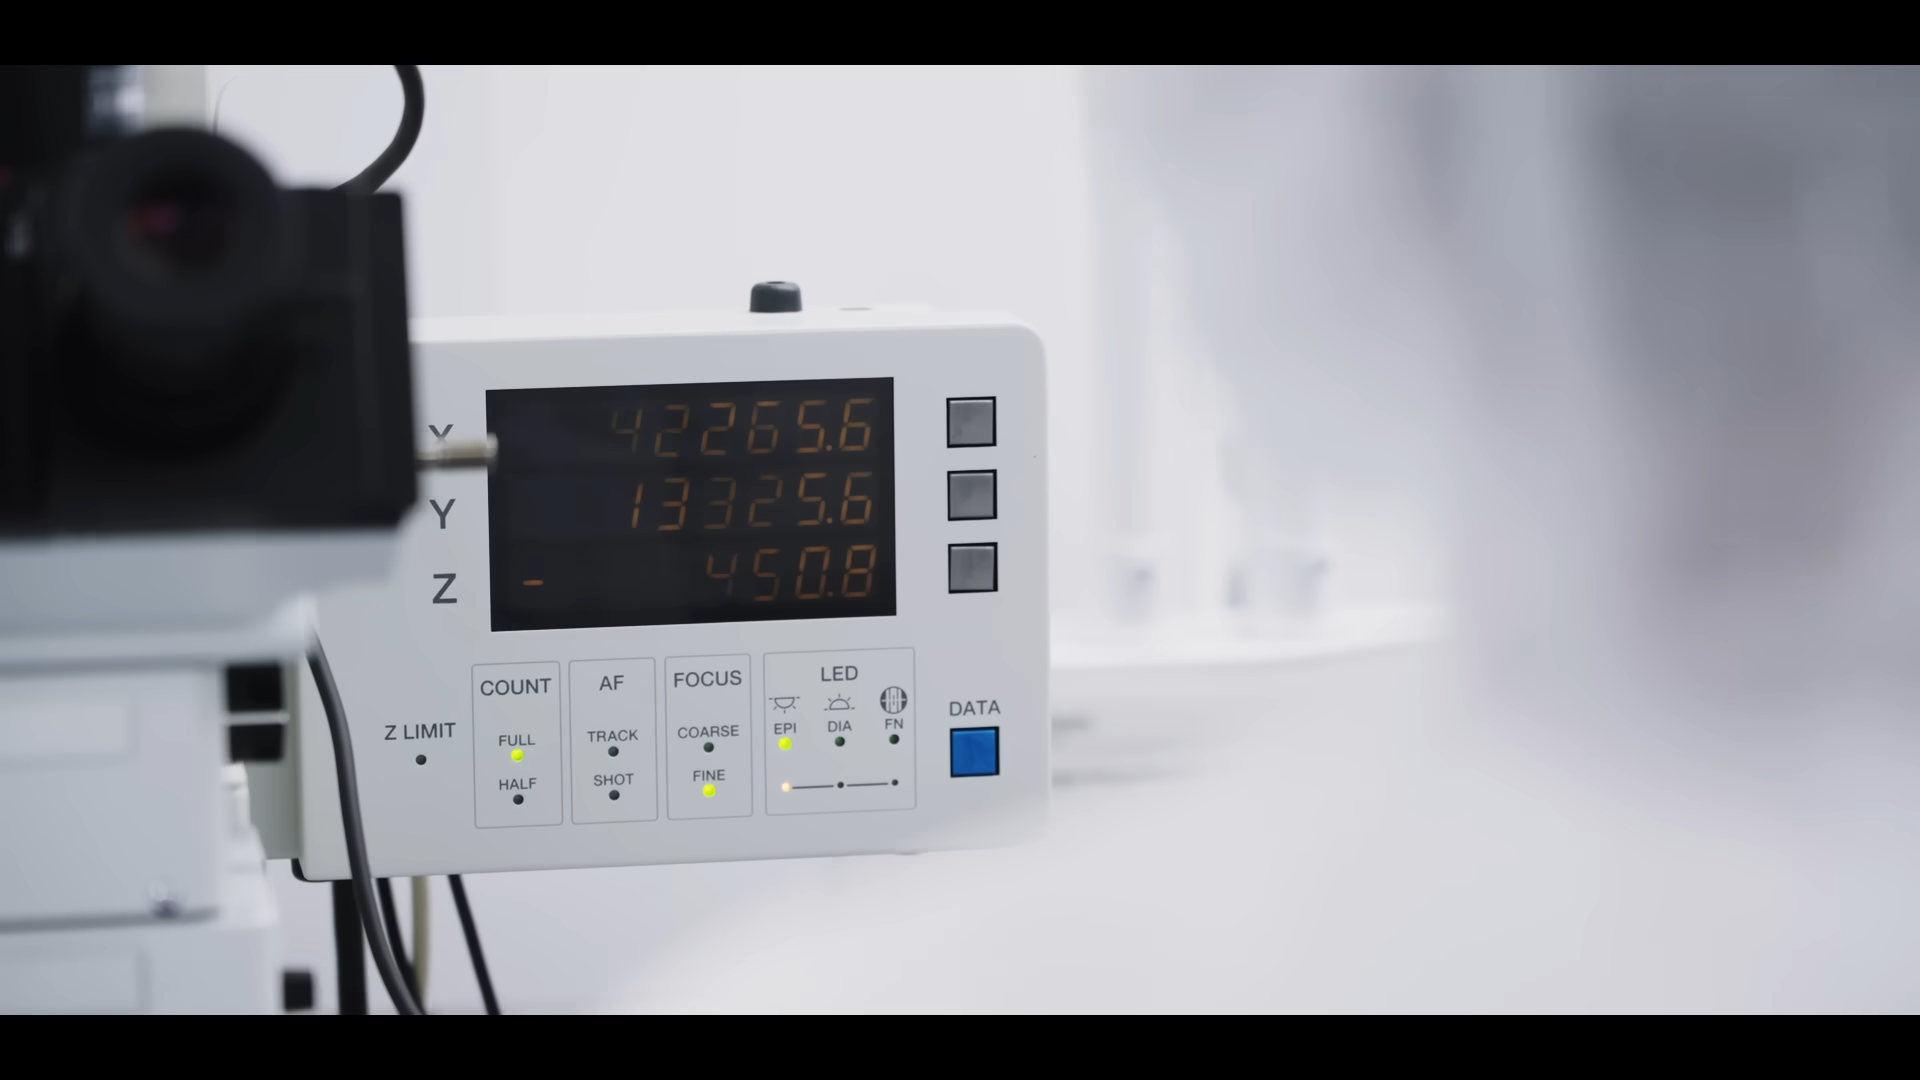 X 42265.6
Y 13325.6
Z - 450.8
Z LIMIT
COUNT
FULL
HALF
AF
TRACK
SHOT
FOCUS
COARSE
FINE
LED
EPI DIA FN
DATA